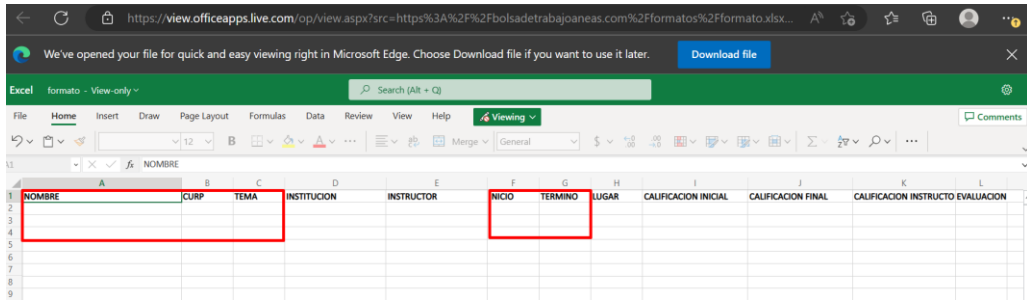 https://view.officeapps.live.com/op/view.aspx?src=https%3A%2F%2Fbolsadetrabajoaneas.com%2Fformatos%2Fformato.xlsx...
We've opened your file for quick and easy viewing right in Microsoft Edge. Choose Download file if you want to use it later. Download file
Excel formato - View-only Search (Alt + Q)
File Home Insert Draw Page Layout Formulas Data Review View Help Viewing Comments
12 B A ab Merge General $
A1 fx NOMBRE
A B C D E F G H I J K L
1 NOMBRE CURP TEMA INSTITUCION INSTRUCTOR NICIO TERMINO LUGAR CALIFICACION INICIAL CALIFICACION FINAL CALIFICACION INSTRUCTO EVALUACION
2
3
4
5
6
7
8
9